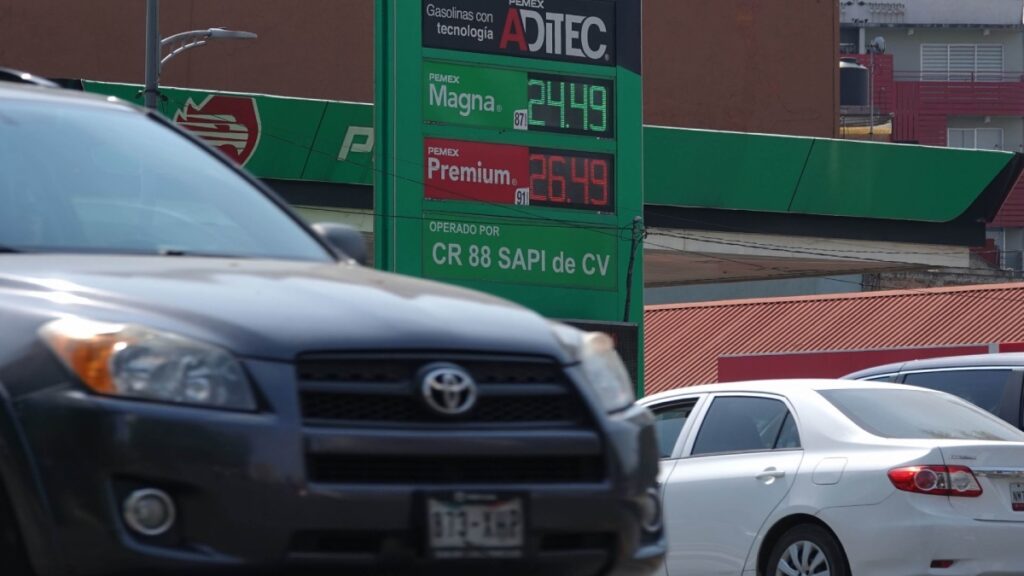 PEMEX
Gasolinas con
tecnología
ADiTEC®
PEMEX
Magna®
87
24.49
PEMEX
Premium®
91
26.49
OPERADO POR
CR 88 SAPI de CV
P